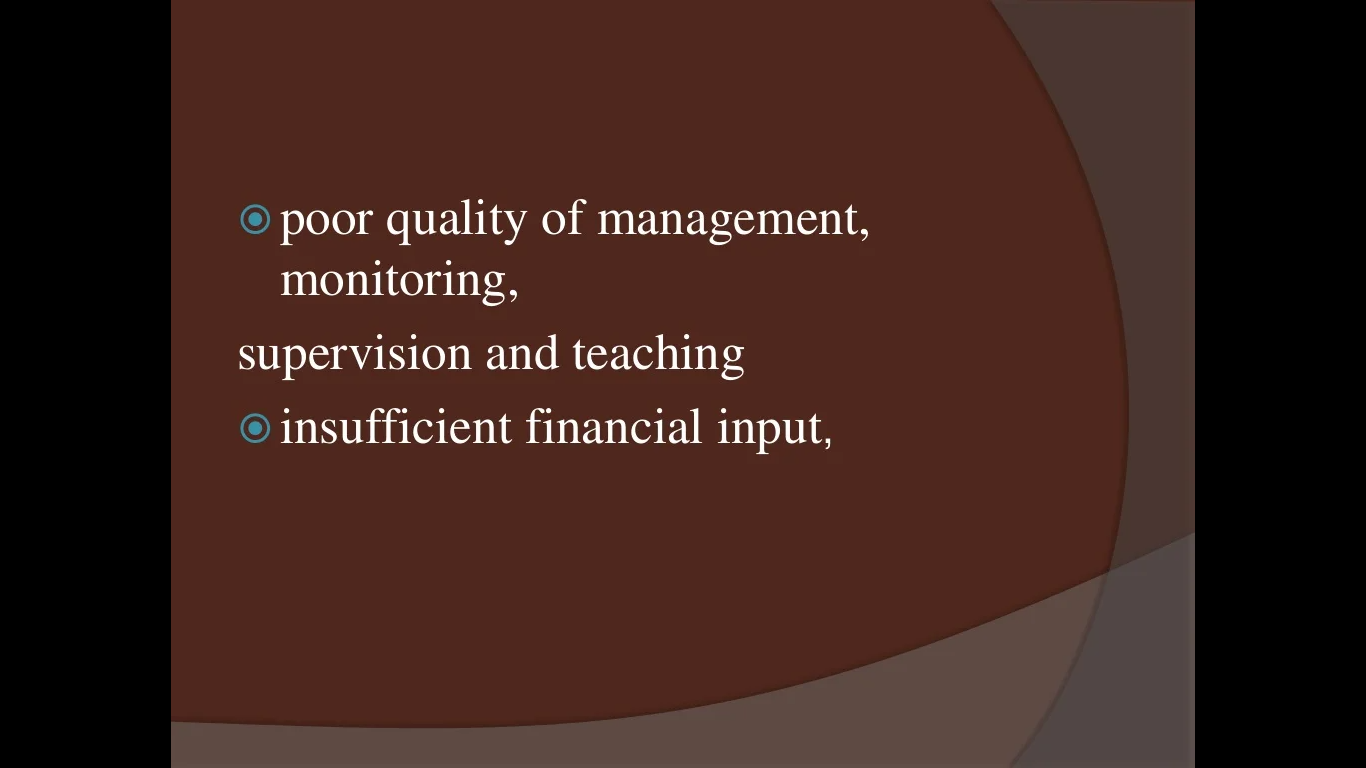 poor quality of management,
monitoring,
supervision and teaching
insufficient financial input,